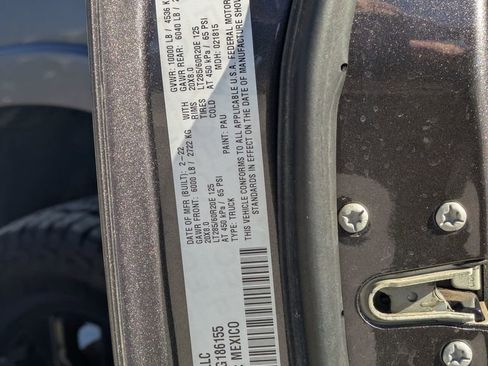 DATE OF MFR (BUILT): 2-22 GVWR: 10000 LB / 4536 K
GAWR FRONT: 6000 LB / 2722 KG WITH GAWR REAR: 6040 LB / 2
20X8.0 RIMS 20X8.0
LT285/60R20E 125 TIRES LT285/60R20E 125
AT 450 kPa / 65 PSI COLD AT 450 kPa / 65 PSI
TYPE: TRUCK PAINT: PAU MDH: 021815
THIS VEHICLE CONFORMS TO ALL APPLICABLE U.S.A. FEDERAL MOTOR
STANDARDS IN EFFECT ON THE DATE OF MANUFACTURE SHO
LLC
G186155
MEXICO